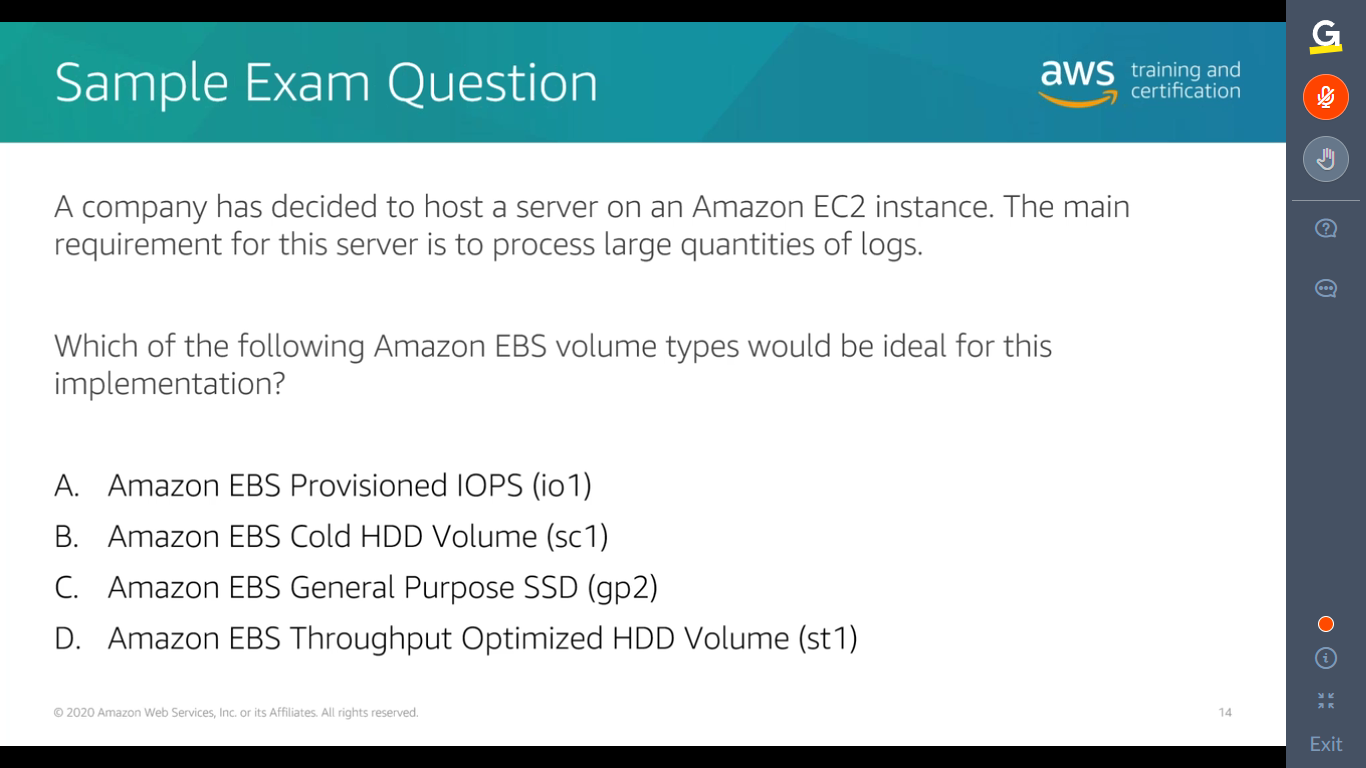 Sample Exam Question
aws training and
certification
A company has decided to host a server on an Amazon EC2 instance. The main
requirement for this server is to process large quantities of logs.
Which of the following Amazon EBS volume types would be ideal for this
implementation?
A. Amazon EBS Provisioned IOPS (io1)
B. Amazon EBS Cold HDD Volume (sc1)
C. Amazon EBS General Purpose SSD (gp2)
D. Amazon EBS Throughput Optimized HDD Volume (st1)
© 2020 Amazon Web Services, Inc. or its Affiliates. All rights reserved.
14
G
Exit